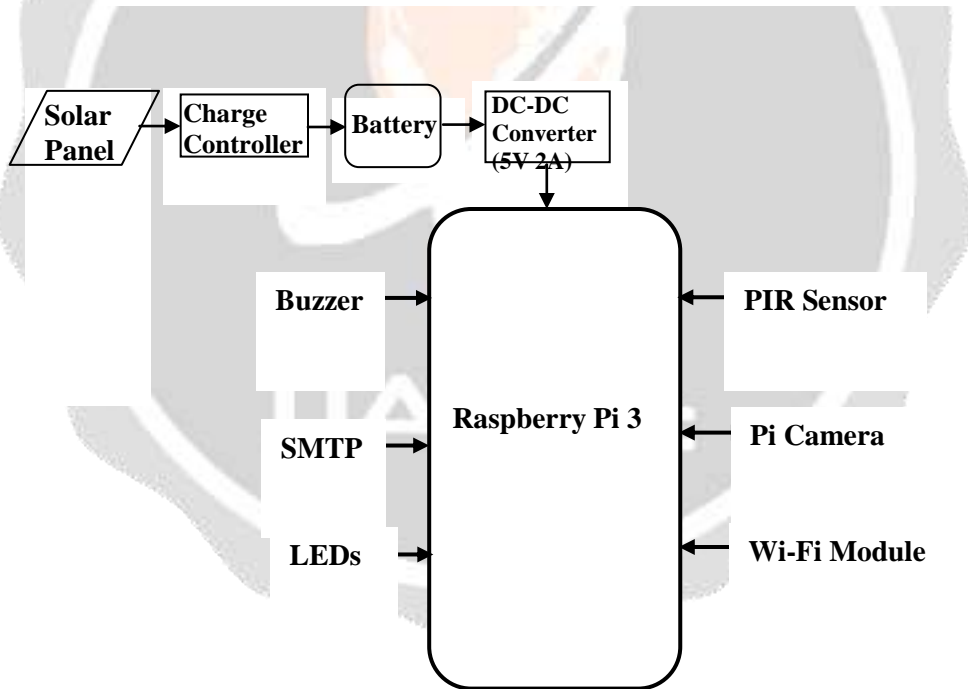 Solar
Panel
Charge
Controller
Battery
DC-DC
Converter
(5V 2A)
Buzzer
PIR Sensor
Raspberry Pi 3
SMTP
Pi Camera
LEDs
Wi-Fi Module